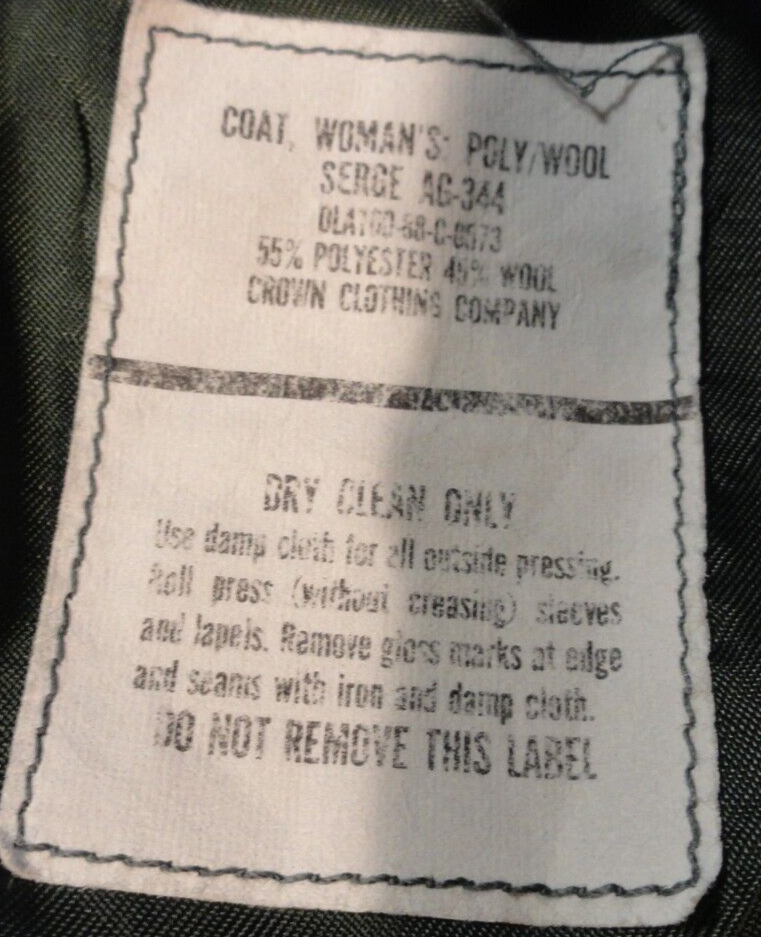 COAT, WOMAN'S: POLY/WOOL
SERGE AG-344
DLA100-88-C-0573
55% POLYESTER 45% WOOL
CROWN CLOTHING COMPANY
DRY CLEAN ONLY
Use damp cloth for all outside pressing.
Roll press (without creasing) sleeves
and lapels. Remove gloss marks at edge
and seams with iron and damp cloth.
DO NOT REMOVE THIS LABEL